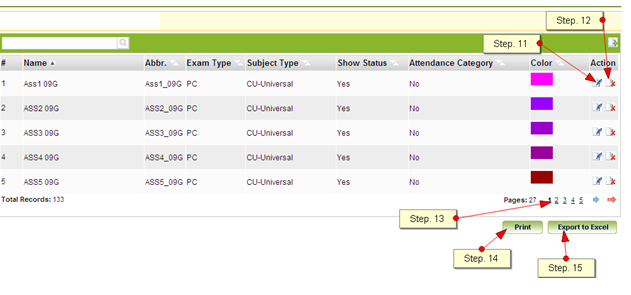 Step. 12
Step. 11
# Name Abbr. Exam Type Subject Type Show Status Attendance Category Color Action
1 Ass1 09G Ass1_09G PC CU-Universal Yes No
2 ASS2 09G ASS2_09G PC CU-Universal Yes No
3 ASS3 09G ASS3_09G PC CU-Universal Yes No
4 ASS4 09G ASS4_09G PC CU-Universal Yes No
5 ASS5 09G ASS5_09G PC CU-Universal Yes No
Total Records: 133 Pages: 27 1 2 3 4 5
Step. 13
Print Export to Excel
Step. 14
Step. 15